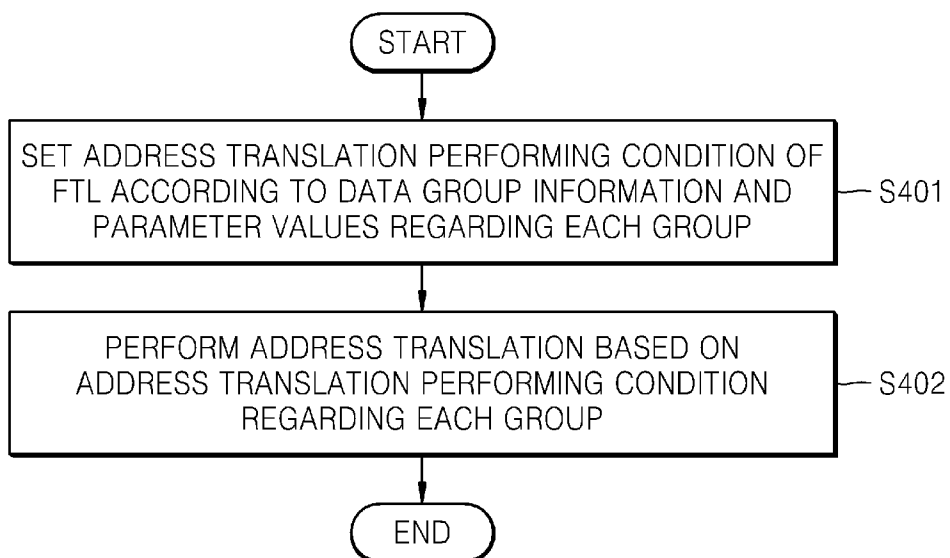 START
SET ADDRESS TRANSLATION PERFORMING CONDITION OF
FTL ACCORDING TO DATA GROUP INFORMATION AND
PARAMETER VALUES REGARDING EACH GROUP
S401
PERFORM ADDRESS TRANSLATION BASED ON
ADDRESS TRANSLATION PERFORMING CONDITION
REGARDING EACH GROUP
S402
END